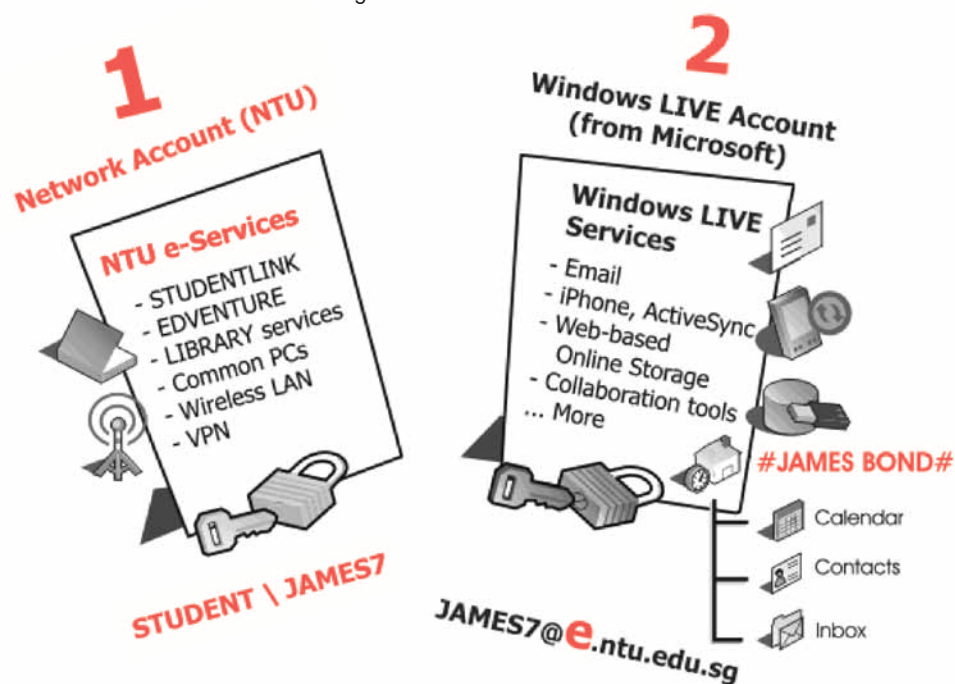 1
Network Account (NTU)
NTU e-Services
- STUDENTLINK
- EDVENTURE
- LIBRARY services
- Common PCs
- Wireless LAN
- VPN
STUDENT \ JAMES7
2
Windows LIVE Account
(from Microsoft)
Windows LIVE
Services
- Email
- iPhone, ActiveSync
- Web-based
Online Storage
- Collaboration tools
... More
#JAMES BOND#
Calendar
Contacts
Inbox
JAMES7@e.ntu.edu.sg